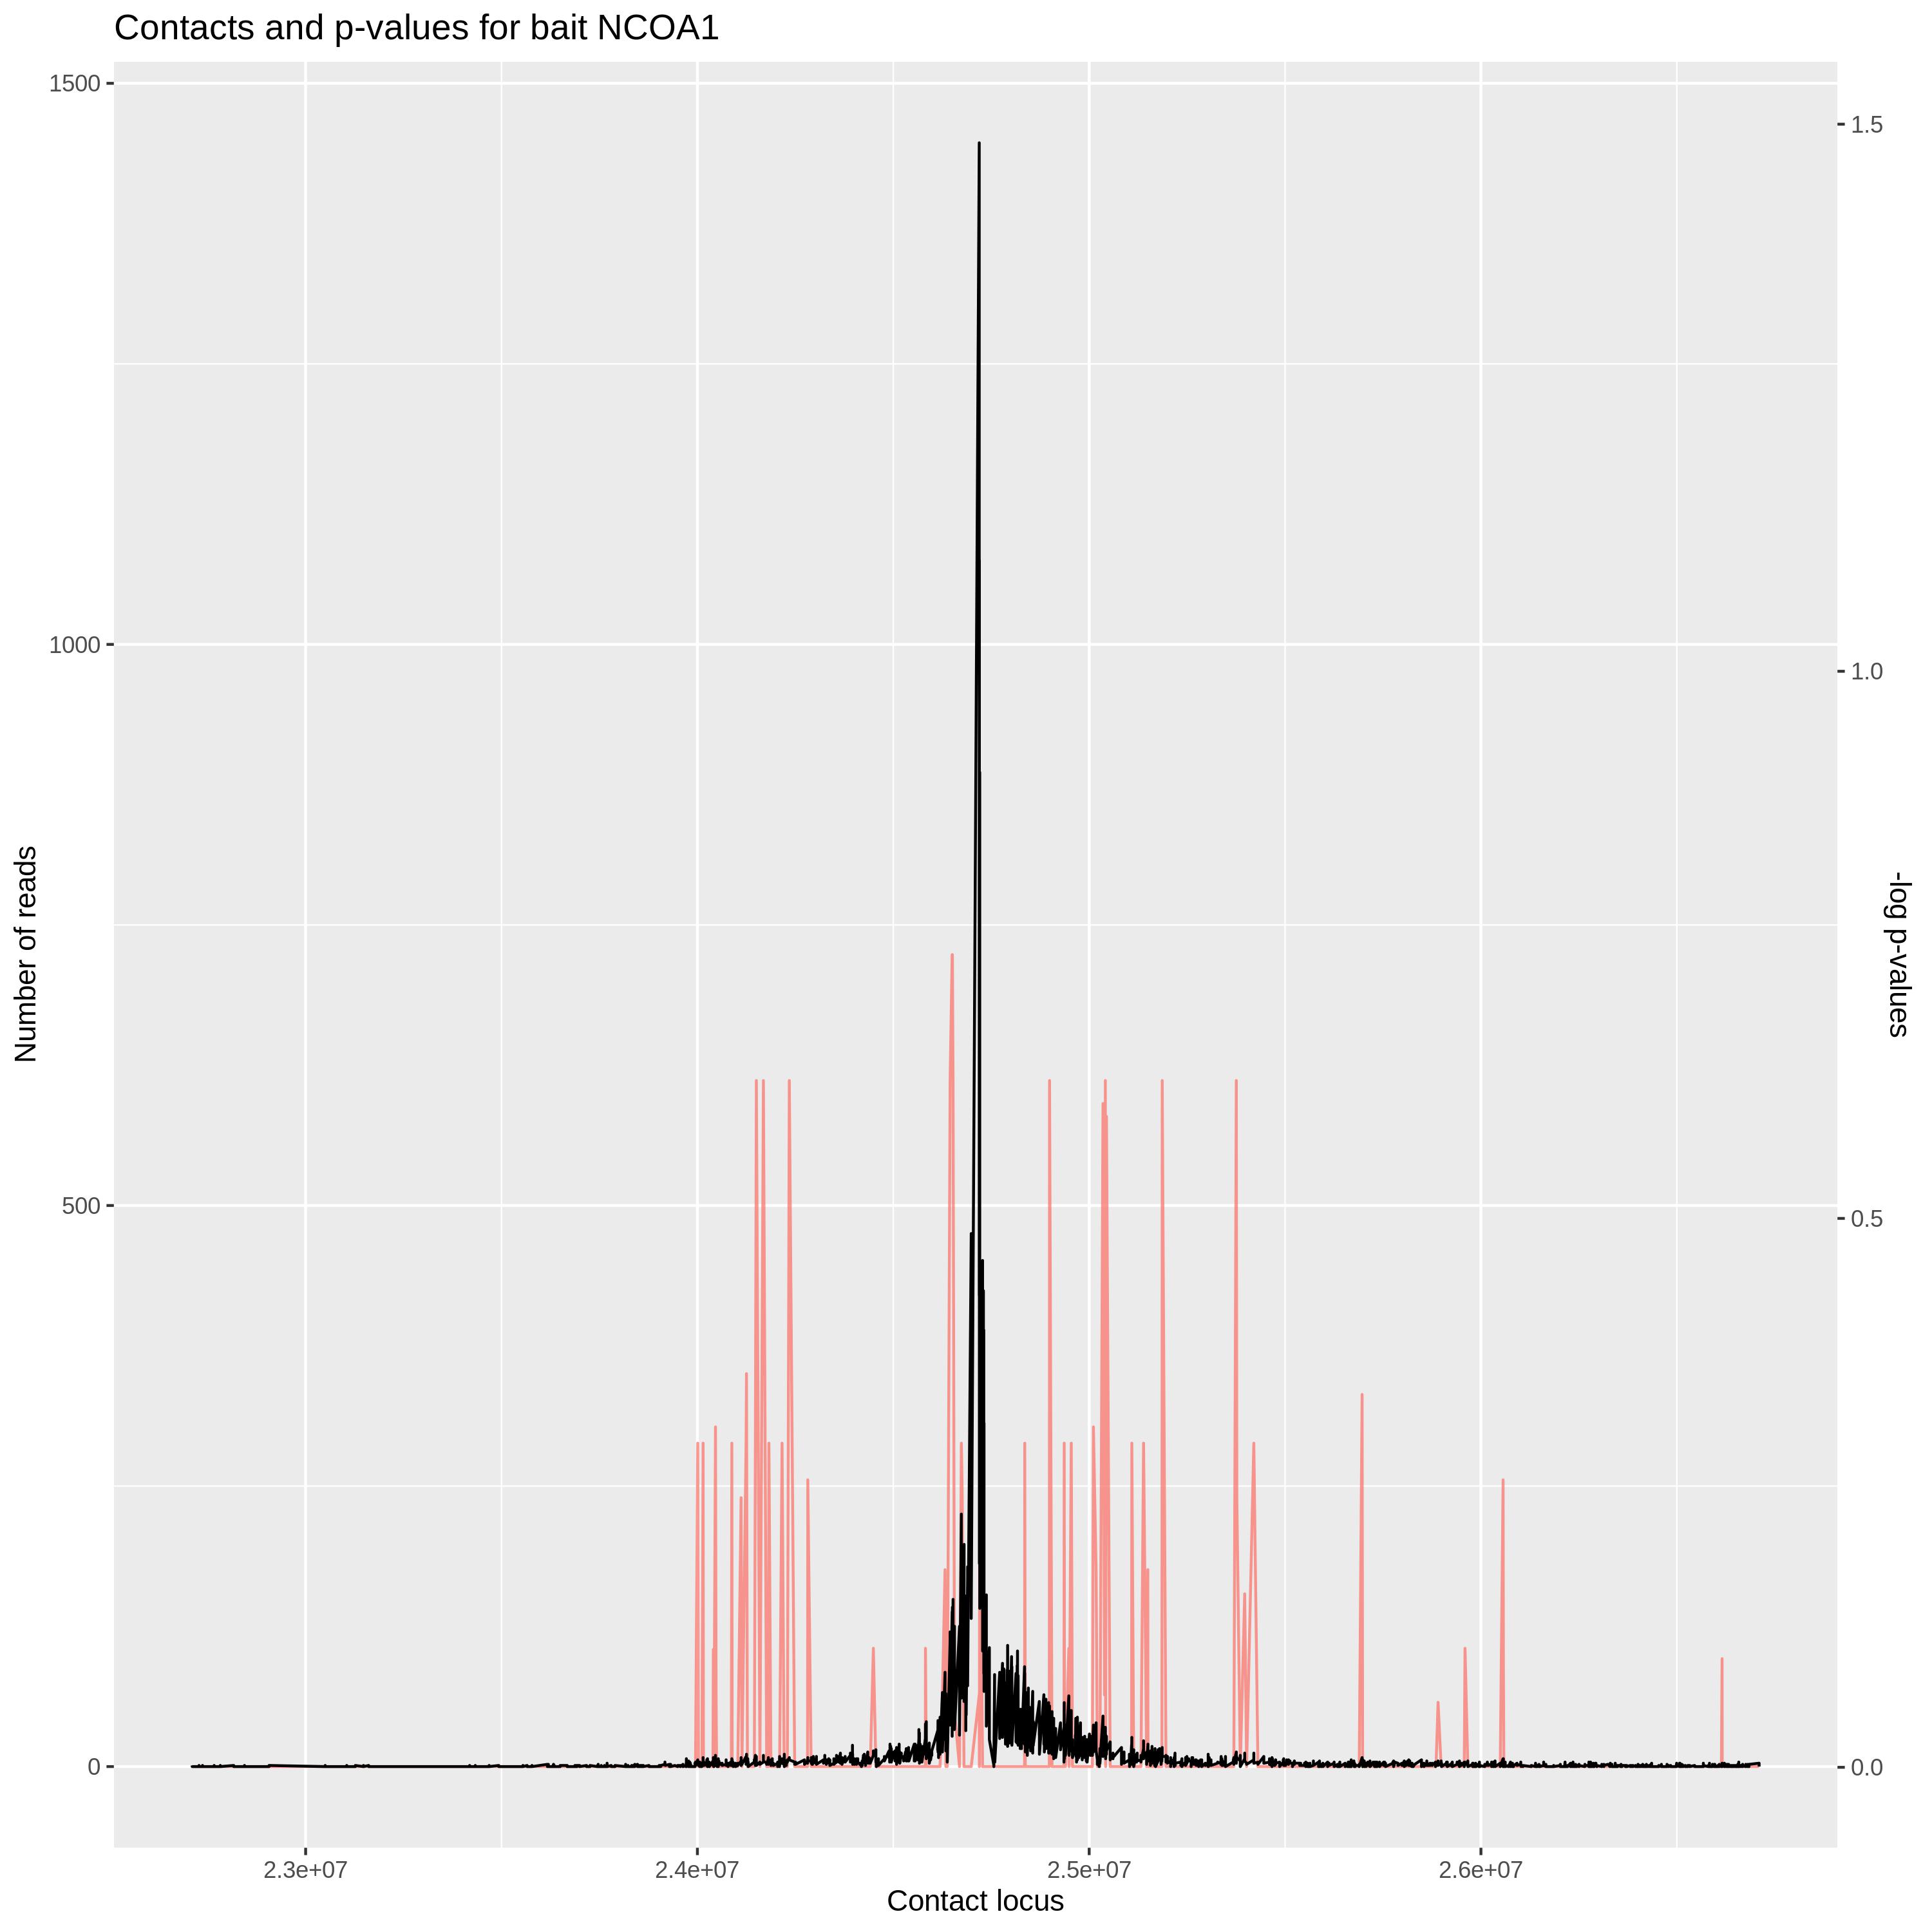 Contacts and p-values for bait NCOA1
1500
1000
500
0
Number of reads
1.5
1.0
0.5
0.0
-log p-values
2.3e+07
2.4e+07
2.5e+07
2.6e+07
Contact locus